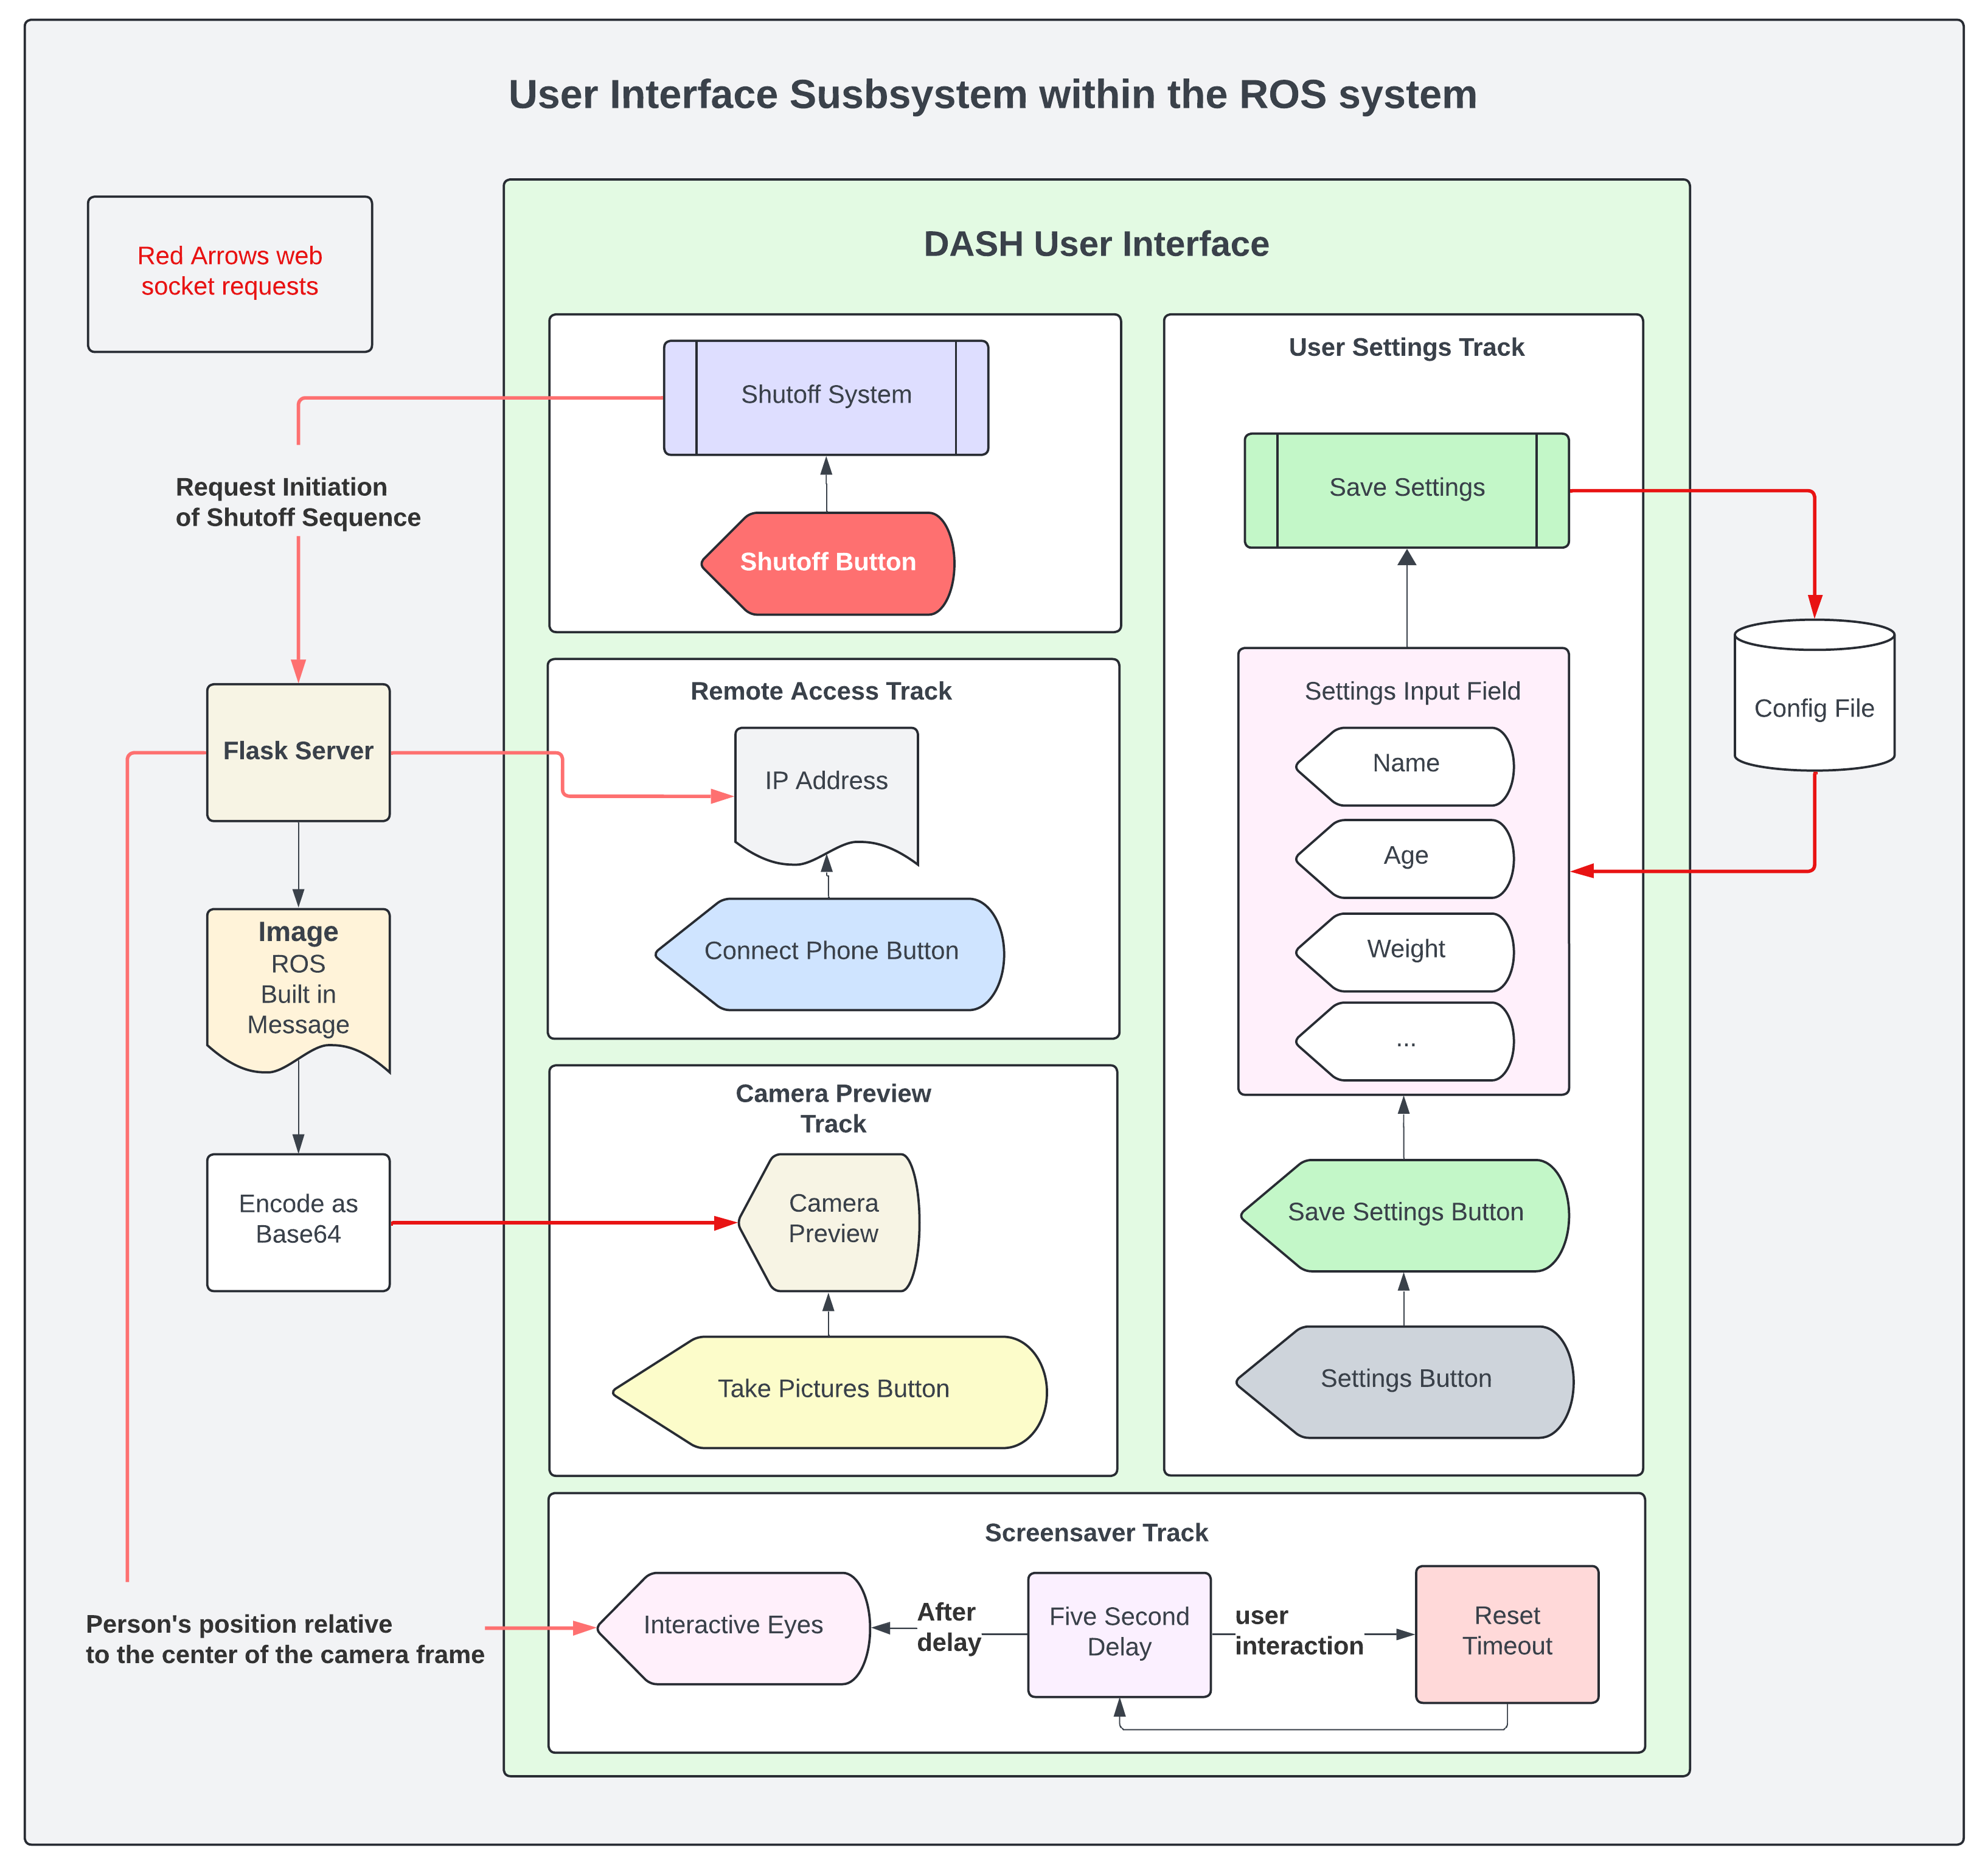 User Interface Susbsystem within the ROS system
Red Arrows web
socket requests
DASH User Interface
Shutoff System
Shutoff Button
Request Initiation
of Shutoff Sequence
User Settings Track
Save Settings
Config File
Settings Input Field
Name
Age
Weight
...
Save Settings Button
Settings Button
Flask Server
Remote Access Track
IP Address
Connect Phone Button
Image
ROS
Built in
Message
Encode as
Base64
Camera Preview
Track
Camera
Preview
Take Pictures Button
Screensaver Track
Person's position relative
to the center of the camera frame
Interactive Eyes
After
delay
Five Second
Delay
user
interaction
Reset
Timeout